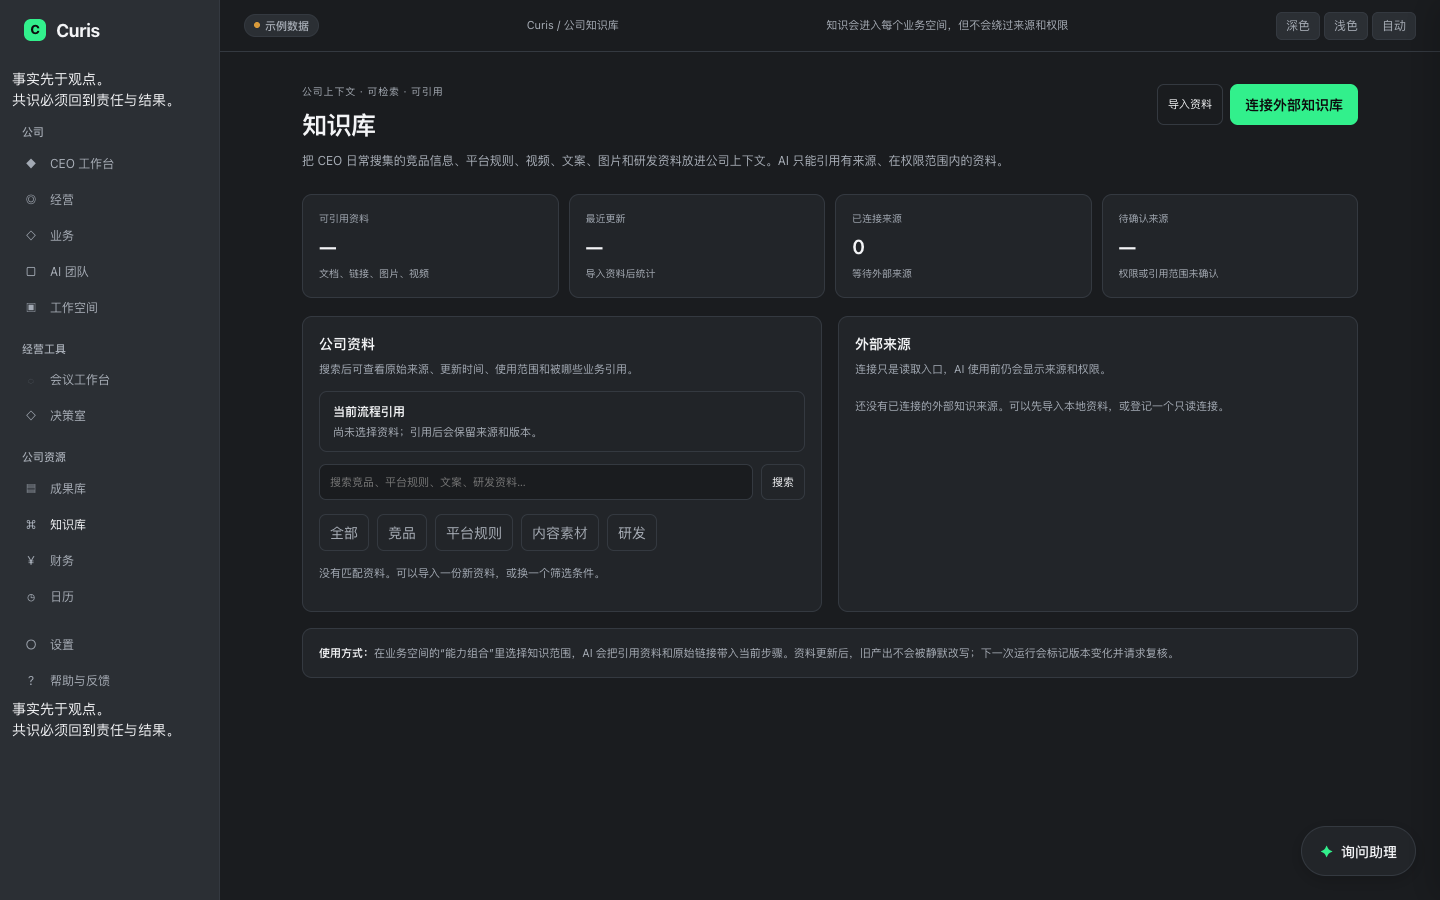 C Curis
事实先于观点。
共识必须回到责任与结果。
公司
CEO 工作台
经营
业务
AI 团队
工作空间
经营工具
会议工作台
决策室
公司资源
成果库
知识库
¥ 财务
日历
设置
? 帮助与反馈
事实先于观点。
共识必须回到责任与结果。
示例数据
Curis / 公司知识库
知识会进入每个业务空间，但不会绕过来源和权限
深色
浅色
自动
公司上下文 · 可检索 · 可引用
知识库
把 CEO 日常搜集的竞品信息、平台规则、视频、文案、图片和研发资料放进公司上下文。AI 只能引用有来源、在权限范围内的资料。
导入资料
连接外部知识库
可引用资料
—
文档、链接、图片、视频
最近更新
—
导入资料后统计
已连接来源
0
等待外部来源
待确认来源
—
权限或引用范围未确认
公司资料
搜索后可查看原始来源、更新时间、使用范围和被哪些业务引用。
当前流程引用
尚未选择资料；引用后会保留来源和版本。
搜索竞品、平台规则、文案、研发资料...
搜索
全部
竞品
平台规则
内容素材
研发
没有匹配资料。可以导入一份新资料，或换一个筛选条件。
外部来源
连接只是读取入口，AI 使用前仍会显示来源和权限。
还没有已连接的外部知识来源。可以先导入本地资料，或登记一个只读连接。
使用方式：在业务空间的“能力组合”里选择知识范围，AI 会把引用资料和原始链接带入当前步骤。资料更新后，旧产出不会被静默改写；下一次运行会标记版本变化并请求复核。
询问助理